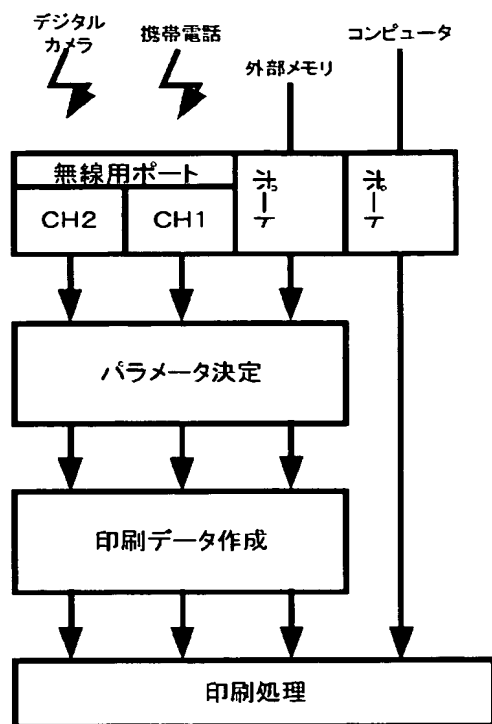 デジタル
カメラ
携帯電話
外部メモリ
コンピュータ
無線用ポート
CH2
CH1
ポート
ポート
パラメータ決定
印刷データ作成
印刷処理